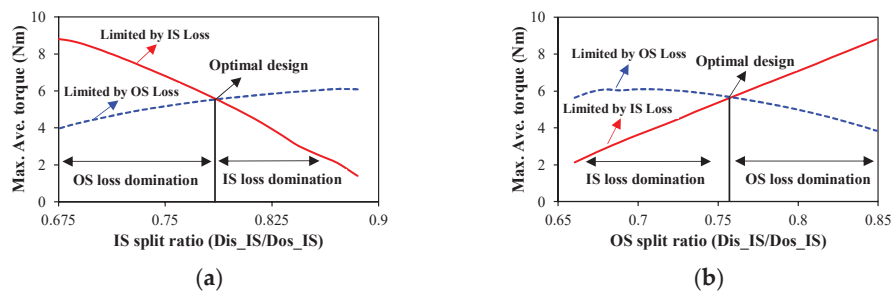 10
8
6
4
2
0
Max. Ave. torque (Nm)
Limited by IS Loss
Optimal design
Limited by OS Loss
OS loss domination
IS loss domination
0.675 0.75 0.825 0.9
IS split ratio (Dis_IS/Dos_IS)
(a)
10
8
6
4
2
0
Max. Ave. torque (Nm)
Limited by OS Loss
Optimal design
Limited by IS Loss
IS loss domination
OS loss domination
0.65 0.7 0.75 0.8 0.85
OS split ratio (Dis_IS/Dos_IS)
(b)